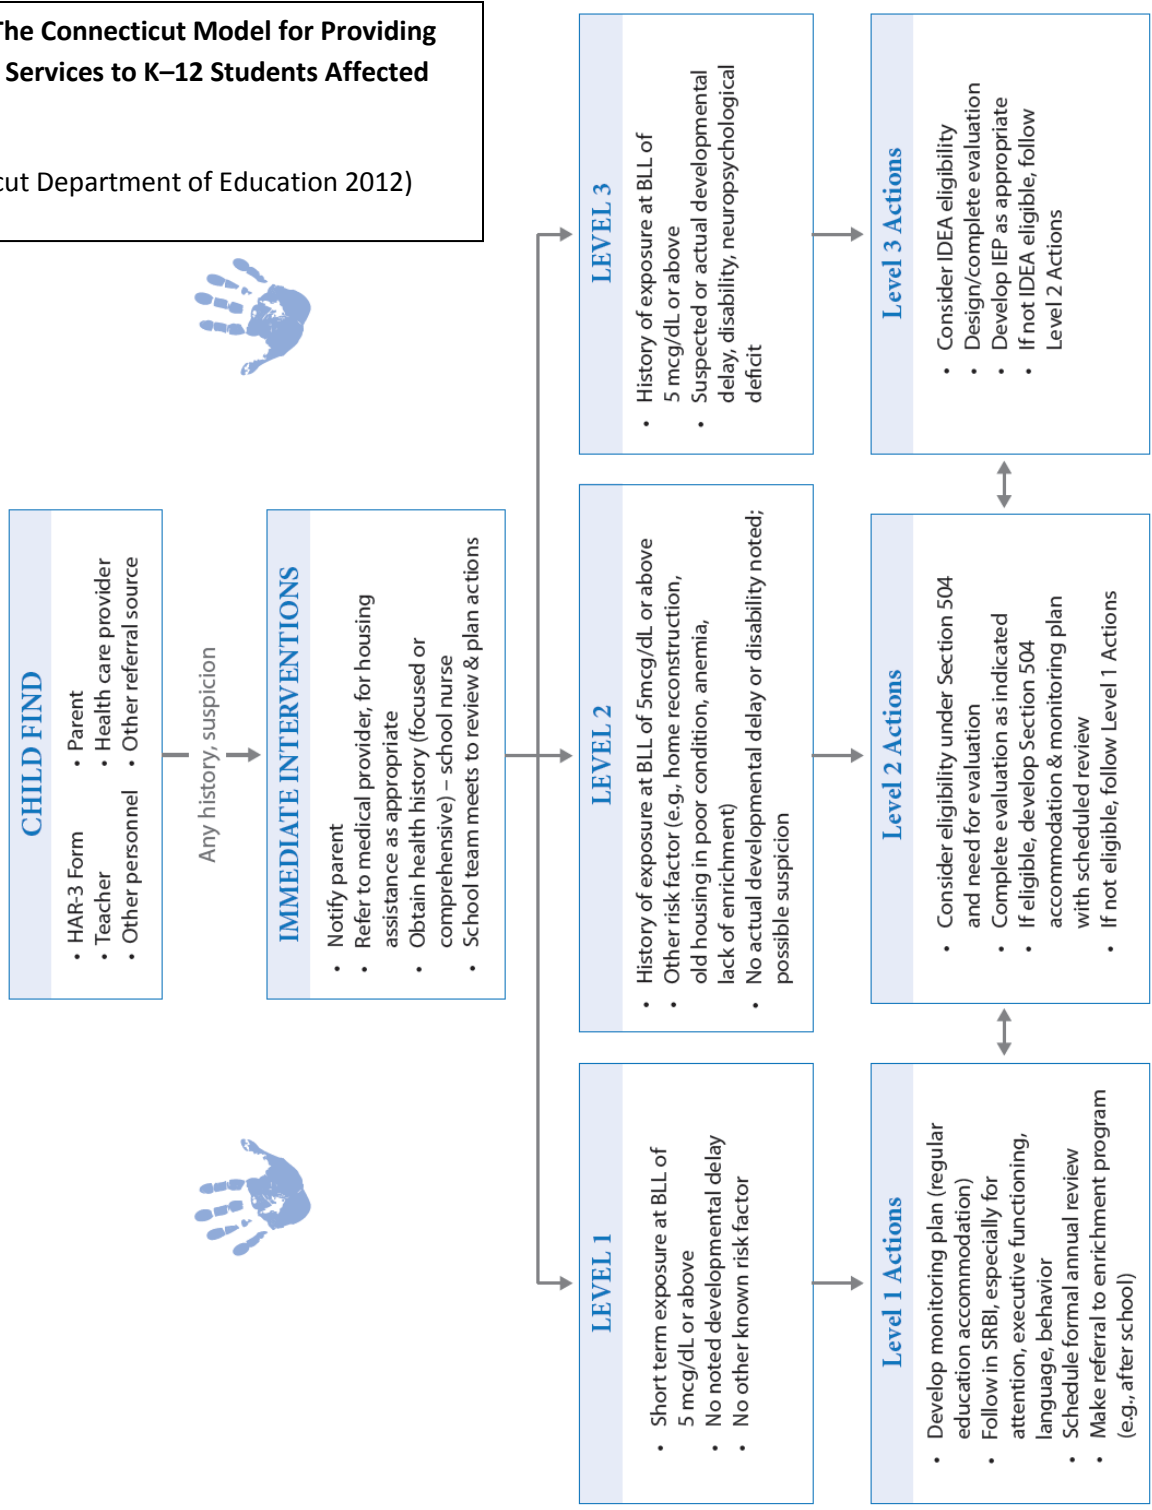 The Connecticut Model for Providing
Services to K–12 Students Affected
cut Department of Education 2012)
CHILD FIND
• HAR-3 Form
• Teacher
• Other personnel
• Parent
• Health care provider
• Other referral source
Any history, suspicion
IMMEDIATE INTERVENTIONS
• Notify parent
• Refer to medical provider, for housing
assistance as appropriate
• Obtain health history (focused or
comprehensive) – school nurse
• School team meets to review & plan actions
LEVEL 1
• Short term exposure at BLL of
5 mcg/dL or above
• No noted developmental delay
• No other known risk factor
LEVEL 2
• History of exposure at BLL of 5mcg/dL or above
• Other risk factor (e.g., home reconstruction,
old housing in poor condition, anemia,
lack of enrichment)
• No actual developmental delay or disability noted;
possible suspicion
LEVEL 3
• History of exposure at BLL of
5 mcg/dL or above
• Suspected or actual developmental
delay, disability, neuropsychological
deficit
Level 1 Actions
• Develop monitoring plan (regular
education accommodation)
• Follow in SRBI, especially for
attention, executive functioning,
language, behavior
• Schedule formal annual review
• Make referral to enrichment program
(e.g., after school)
Level 2 Actions
• Consider eligibility under Section 504
and need for evaluation
• Complete evaluation as indicated
• If eligible, develop Section 504
accommodation & monitoring plan
with scheduled review
• If not eligible, follow Level 1 Actions
Level 3 Actions
• Consider IDEA eligibility
• Design/complete evaluation
• Develop IEP as appropriate
• If not IDEA eligible, follow
Level 2 Actions